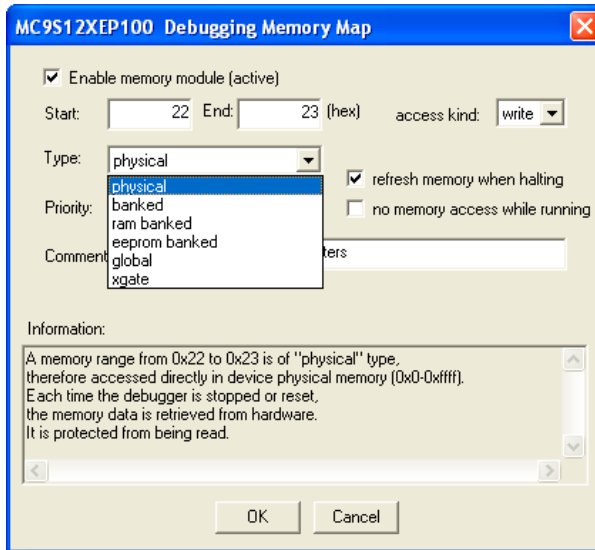 MC9S12XEP100 Debugging Memory Map
Enable memory module (active)
Start: 22 End: 23 (hex) access kind: write
Type: physical
physical
banked
ram banked
eeprom banked
global
xgate
refresh memory when halting
Priority:
no memory access while running
Comment
ters
Information:
A memory range from 0x22 to 0x23 is of "physical" type,
therefore accessed directly in device physical memory (0x0-0xffff).
Each time the debugger is stopped or reset,
the memory data is retrieved from hardware.
It is protected from being read.
OK Cancel